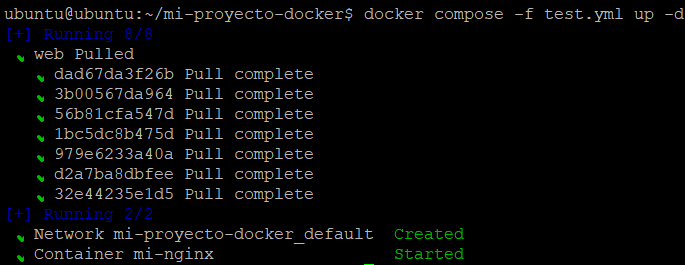 ubuntu@ubuntu:~/mi-proyecto-docker$ docker compose -f test.yml up -d
[+] Running 8/8
✔ web Pulled
✔ dad67da3f26b Pull complete
✔ 3b00567da964 Pull complete
✔ 56b81cfa547d Pull complete
✔ 1bc5dc8b475d Pull complete
✔ 979e6233a40a Pull complete
✔ d2a7ba8dbfee Pull complete
✔ 32e44235e1d5 Pull complete
[+] Running 2/2
✔ Network mi-proyecto-docker_default Created
✔ Container mi-nginx Started